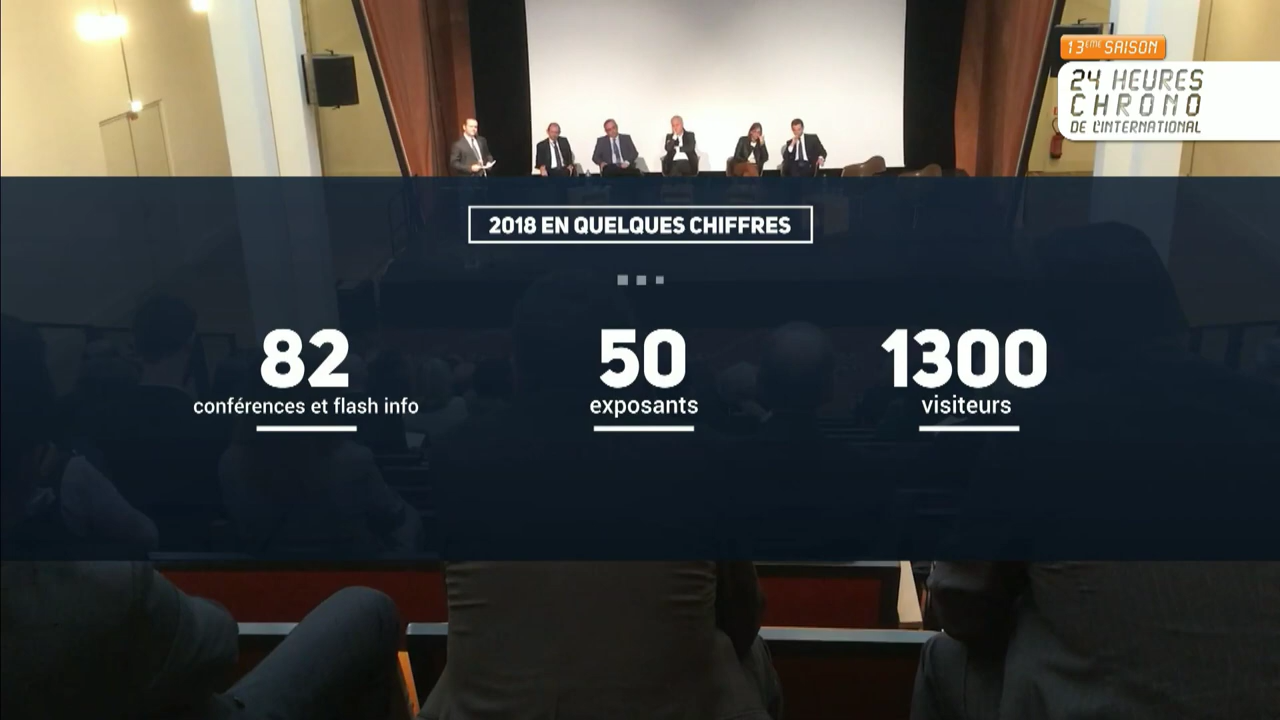 13ÈME SAISON
24 HEURES
CHRONO
DE L'INTERNATIONAL
2018 EN QUELQUES CHIFFRES
82
conférences et flash info
50
exposants
1300
visiteurs